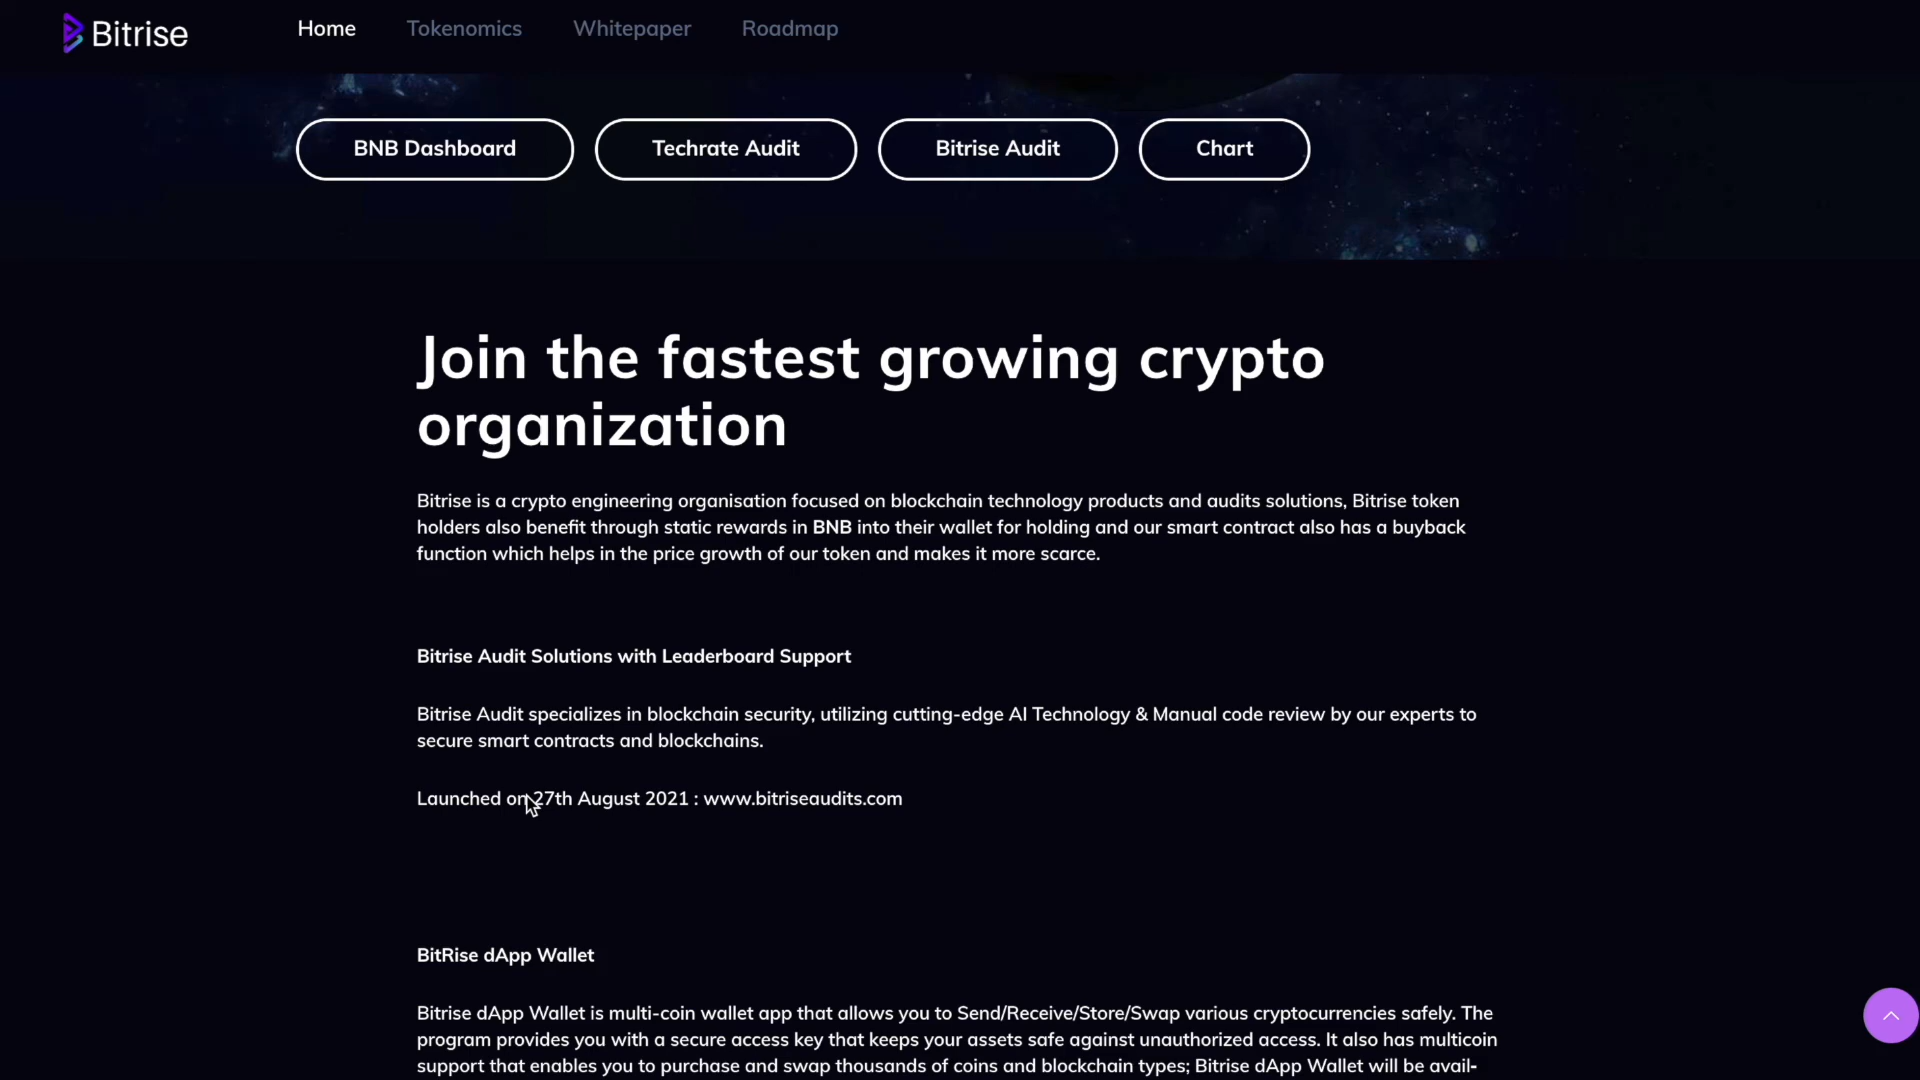 Bitrise
Home Tokenomics Whitepaper Roadmap
BNB Dashboard Techrate Audit Bitrise Audit Chart
Join the fastest growing crypto
organization
Bitrise is a crypto engineering organisation focused on blockchain technology products and audits solutions, Bitrise token
holders also benefit through static rewards in BNB into their wallet for holding and our smart contract also has a buyback
function which helps in the price growth of our token and makes it more scarce.
Bitrise Audit Solutions with Leaderboard Support
Bitrise Audit specializes in blockchain security, utilizing cutting-edge AI Technology & Manual code review by our experts to
secure smart contracts and blockchains.
Launched on 27th August 2021 : www.bitriseaudits.com
BitRise dApp Wallet
Bitrise dApp Wallet is multi-coin wallet app that allows you to Send/Receive/Store/Swap various cryptocurrencies safely. The
program provides you with a secure access key that keeps your assets safe against unauthorized access. It also has multicoin
support that enables you to purchase and swap thousands of coins and blockchain types; Bitrise dApp Wallet will be avail-